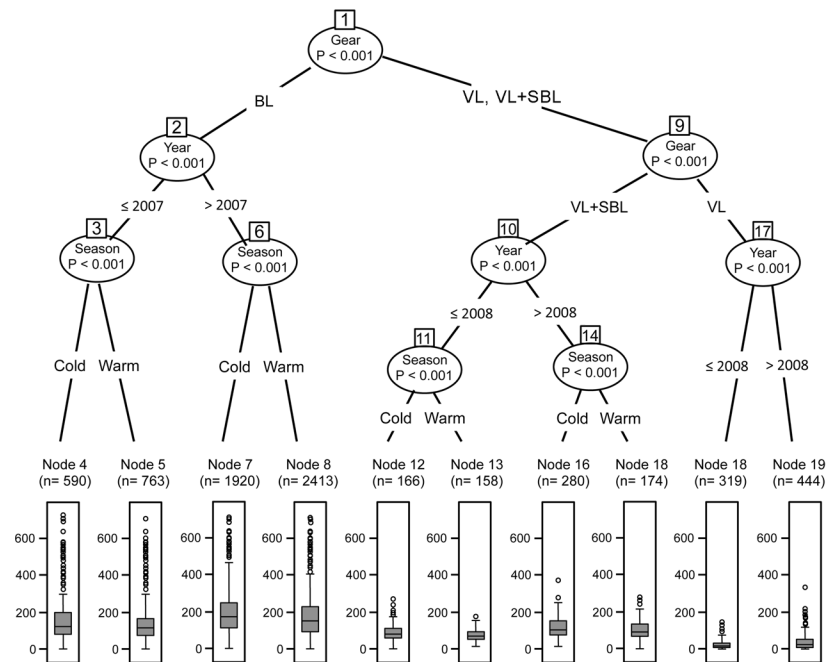 1
Gear
P < 0.001
BL
VL, VL+SBL
2
Year
P < 0.001
9
Gear
P < 0.001
≤ 2007
> 2007
VL+SBL
VL
3
Season
P < 0.001
6
Season
P < 0.001
10
Year
P < 0.001
17
Year
P < 0.001
≤ 2008
> 2008
11
Season
P < 0.001
14
Season
P < 0.001
Cold Warm
Cold Warm
≤ 2008
> 2008
Cold Warm
Cold Warm
Node 4
(n= 590)
Node 5
(n= 763)
Node 7
(n= 1920)
Node 8
(n= 2413)
Node 12
(n= 166)
Node 13
(n= 158)
Node 16
(n= 280)
Node 18
(n= 174)
Node 18
(n= 319)
Node 19
(n= 444)
600 600 600 600 600 600 600 600 600 600
400 400 400 400 400 400 400 400 400 400
200 200 200 200 200 200 200 200 200 200
0 0 0 0 0 0 0 0 0 0